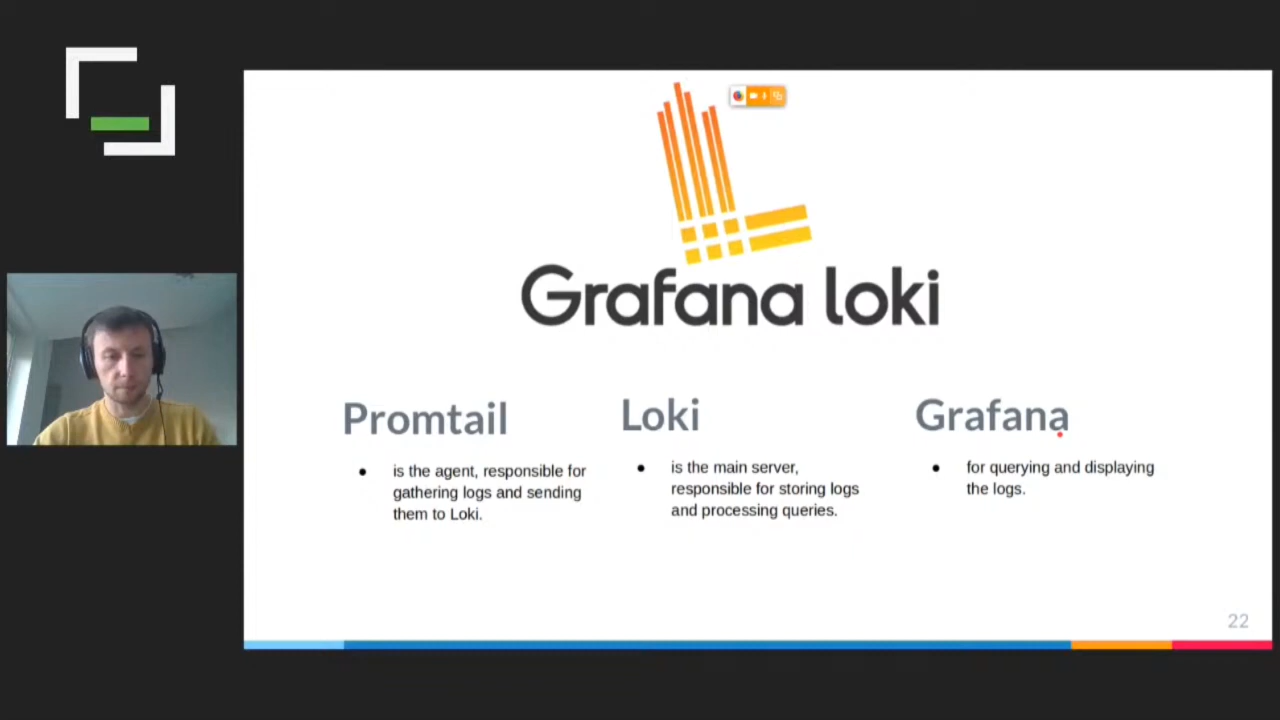 Grafana loki
Promtail
is the agent, responsible for
gathering logs and sending
them to Loki.
Loki
is the main server,
responsible for storing logs
and processing queries.
Grafana
for querying and displaying
the logs.
22